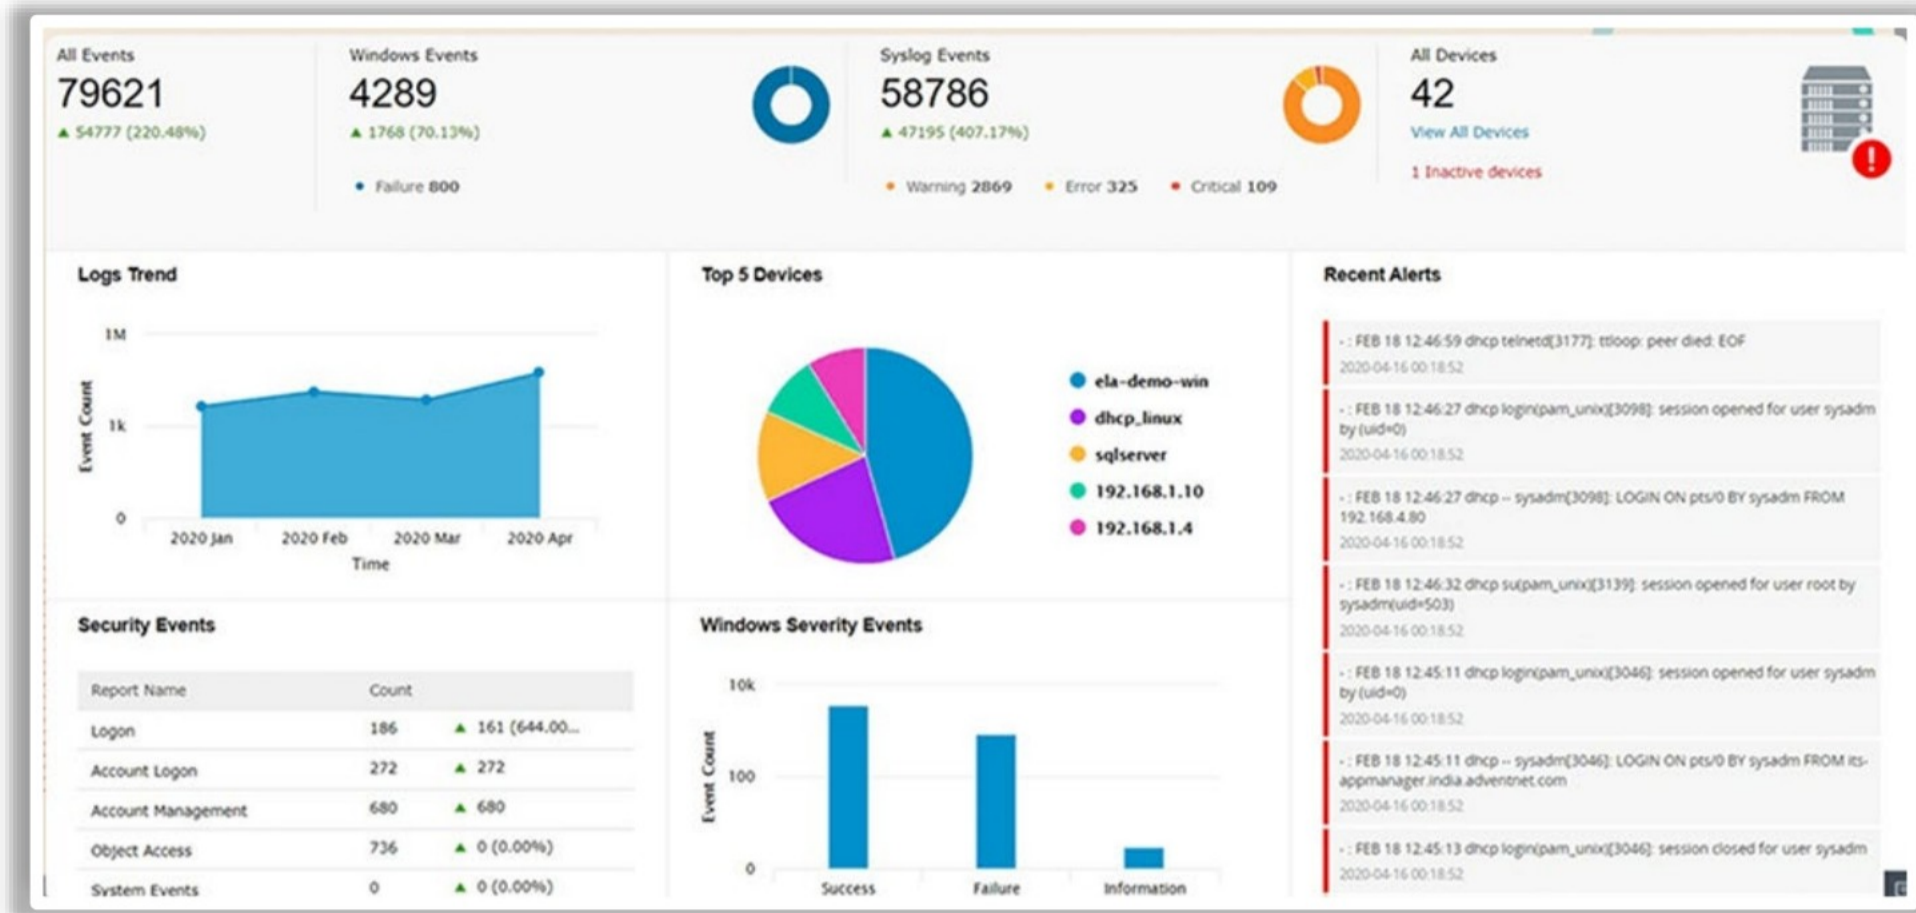 All Events
79621
▲ 54777 (220.48%)
Windows Events
4289
▲ 1768 (70.13%)
• Failure 800
Syslog Events
58786
▲ 47195 (407.17%)
• Warning 2869 • Error 325 • Critical 109
All Devices
42
View All Devices
1 Inactive devices
Logs Trend
1M
1k
0
Event Count
2020 Jan 2020 Feb 2020 Mar 2020 Apr
Time
Top 5 Devices
ela-demo-win
dhcp_linux
sqlserver
192.168.1.10
192.168.1.4
Security Events
Report Name Count
Logon 186 ▲ 161 (644.00...
Account Logon 272 ▲ 272
Account Management 680 ▲ 680
Object Access 736 ▲ 0 (0.00%)
System Events 0 ▲ 0 (0.00%)
Windows Severity Events
10k
100
0
Event Count
Success Failure Information
Recent Alerts
- : FEB 18 12:46:59 dhcp telnetd[3177]: ttloop: peer died: EOF
2020-04-16 00:18:52
- : FEB 18 12:46:27 dhcp login(pam_unix)[3098]: session opened for user sysadm
by (uid=0)
2020-04-16 00:18:52
- : FEB 18 12:46:27 dhcp -- sysadm[3098]: LOGIN ON pts/0 BY sysadm FROM
192.168.4.80
2020-04-16 00:18:52
- : FEB 18 12:46:32 dhcp su(pam_unix)[3139]: session opened for user root by
sysadm(uid=503)
2020-04-16 00:18:52
- : FEB 18 12:45:11 dhcp login(pam_unix)[3046]: session opened for user sysadm
by (uid=0)
2020-04-16 00:18:52
- : FEB 18 12:45:11 dhcp -- sysadm[3046]: LOGIN ON pts/0 BY sysadm FROM its-
appmanager.india.adventnet.com
2020-04-16 00:18:52
- : FEB 18 12:45:13 dhcp login(pam_unix)[3046]: session closed for user sysadm
2020-04-16 00:18:52